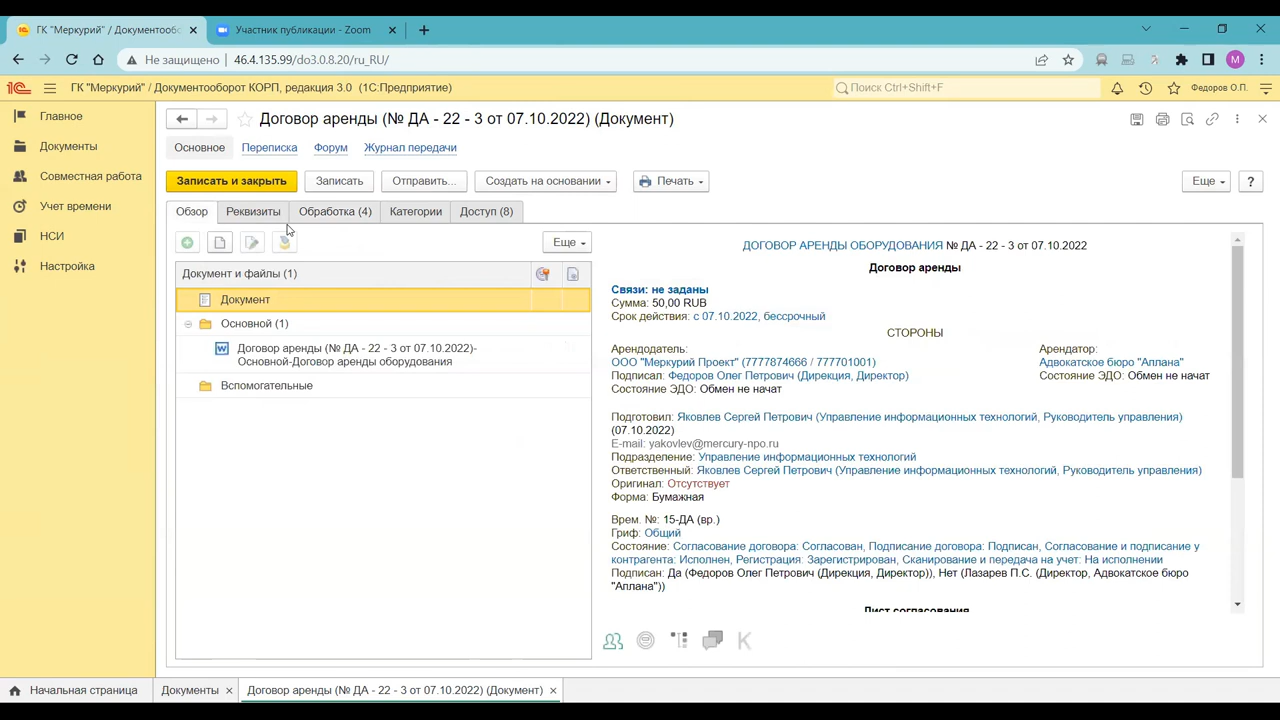 ГК "Меркурий" / Документооб
Участник публикации - Zoom
Не защищено
46.4.135.99/do3.0.8.20/ru_RU/
M
1С
ГК "Меркурий" / Документооборот КОРП, редакция 3.0 (1С:Предприятие)
Поиск Ctrl+Shift+F
Федоров О.П.
Главное
Документы
Совместная работа
Учет времени
НСИ
Настройка
Договор аренды (№ ДА - 22 - 3 от 07.10.2022) (Документ)
Основное
Переписка
Форум
Журнал передачи
Записать и закрыть
Записать
Отправить...
Создать на основании
Печать
Еще
?
Обзор
Реквизиты
Обработка (4)
Категории
Доступ (8)
Еще
Документ и файлы (1)
Документ
Основной (1)
Договор аренды (№ ДА - 22 - 3 от 07.10.2022)-
Основной-Договор аренды оборудования
Вспомогательные
ДОГОВОР АРЕНДЫ ОБОРУДОВАНИЯ № ДА - 22 - 3 от 07.10.2022
Договор аренды
Связи: не заданы
Сумма: 50,00 RUB
Срок действия: с 07.10.2022, бессрочный
СТОРОНЫ
Арендодатель:
Арендатор:
ООО "Меркурий Проект" (7777874666 / 777701001)
Адвокатское бюро "Аплана"
Подписал: Федоров Олег Петрович (Дирекция, Директор)
Состояние ЭДО: Обмен не начат
Состояние ЭДО: Обмен не начат
Подготовил: Яковлев Сергей Петрович (Управление информационных технологий, Руководитель управления)
(07.10.2022)
E-mail: yakovlev@mercury-npo.ru
Подразделение: Управление информационных технологий
Ответственный: Яковлев Сергей Петрович (Управление информационных технологий, Руководитель управления)
Оригинал: Отсутствует
Форма: Бумажная
Врем. №: 15-ДА (вр.)
Гриф: Общий
Состояние: Согласование договора: Согласован, Подписание договора: Подписан, Согласование и подписание у
контрагента: Исполнен, Регистрация: Зарегистрирован, Сканирование и передача на учет: На исполнении
Подписан: Да (Федоров Олег Петрович (Дирекция, Директор)), Нет (Лазарев П.С. (Директор, Адвокатское бюро
"Аплана"))
Лист согласования
К
Начальная страница
Документы
Договор аренды (№ ДА - 22 - 3 от 07.10.2022) (Документ)